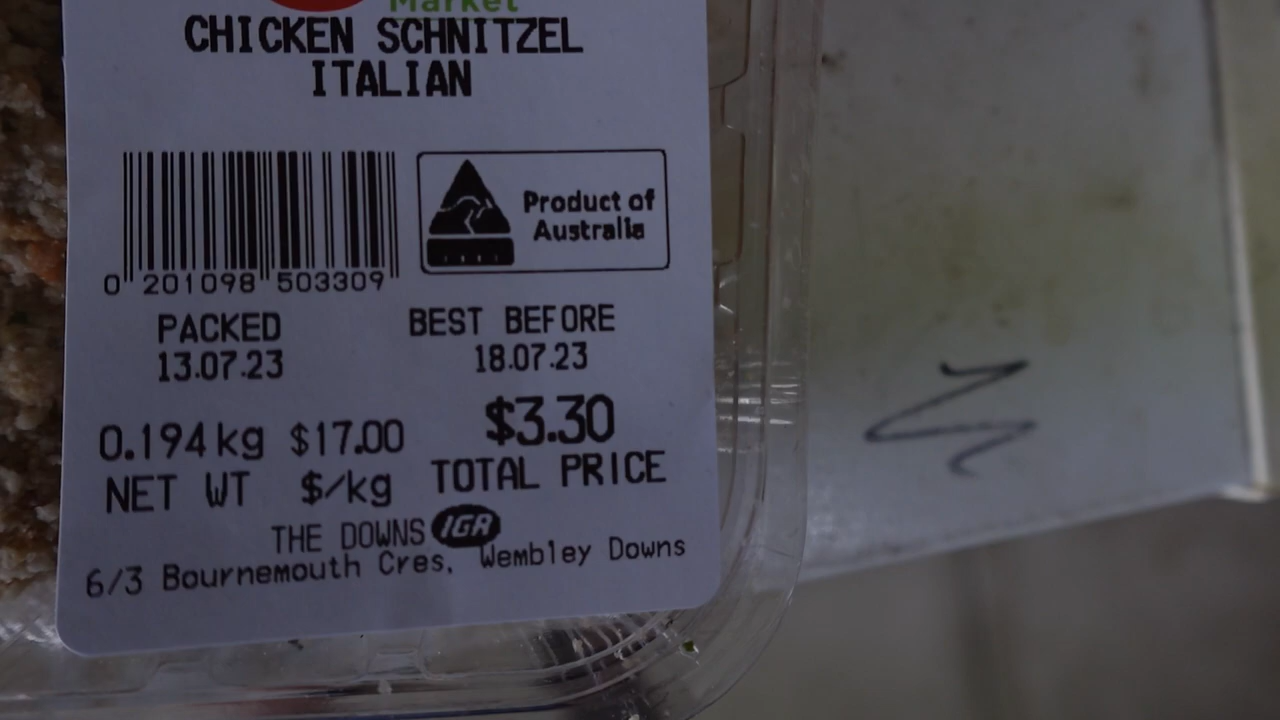 Market
CHICKEN SCHNITZEL
ITALIAN
Product of
Australia
0 201098 503309
PACKED
13.07.23
BEST BEFORE
18.07.23
0.194kg $17.00
NET WT $/kg
$3.30
TOTAL PRICE
THE DOWNS IGA
6/3 Bournemouth Cres, Wembley Downs